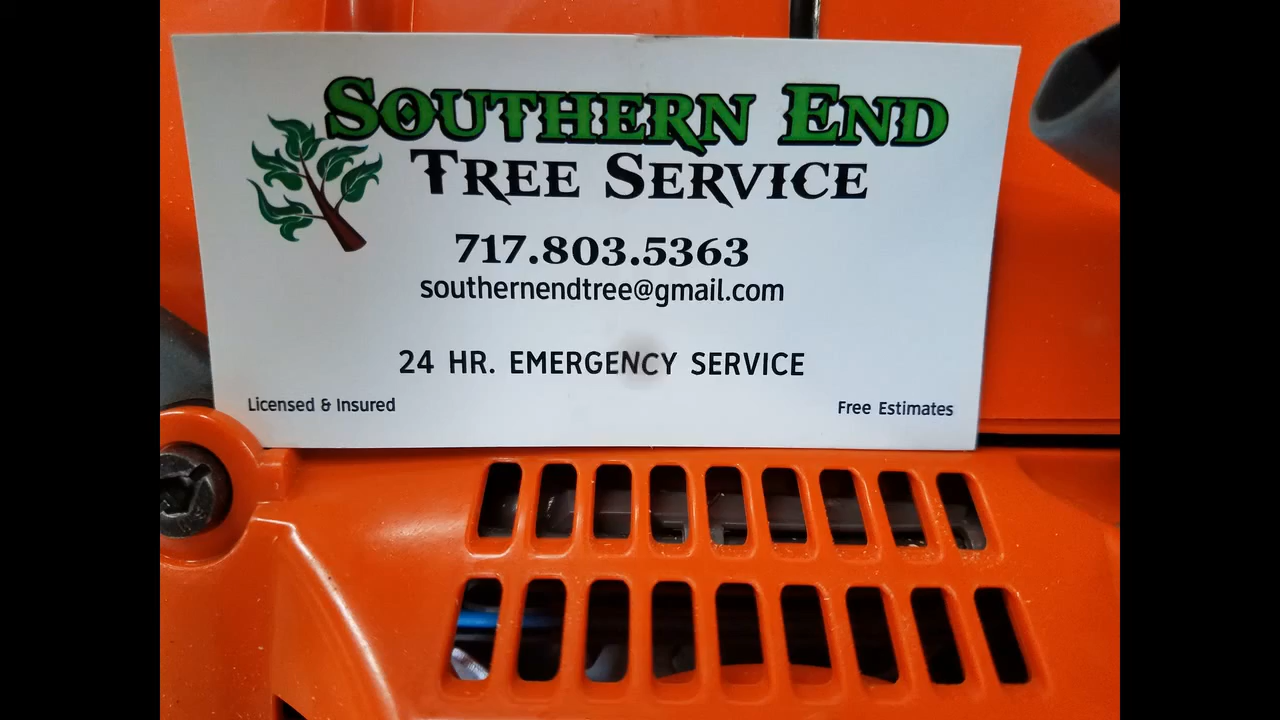 SOUTHERN END
TREE SERVICE
717.803.5363
southernendtree@gmail.com
24 HR. EMERGENCY SERVICE
Licensed & Insured
Free Estimates